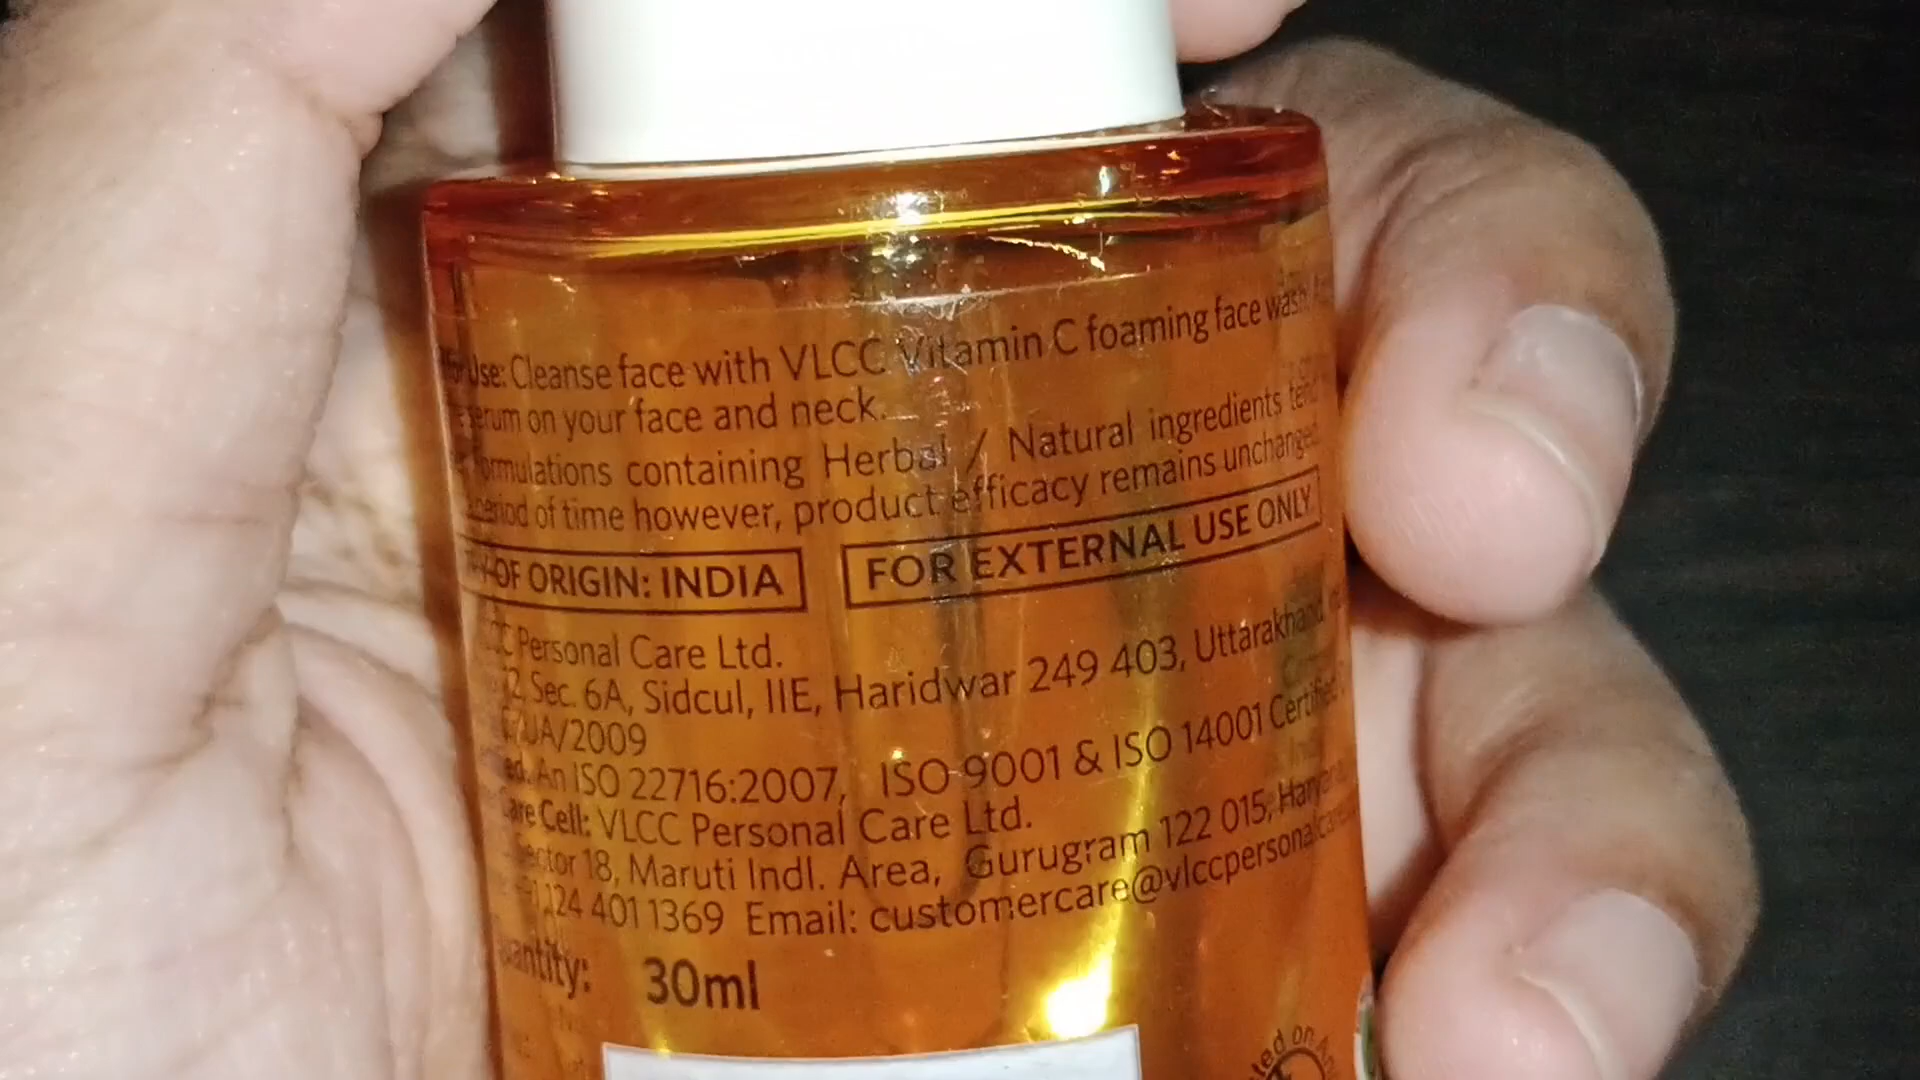 for Use: Cleanse face with VLCC Vitamin C foaming face wash
serum on your face and neck.
formulations containing Herbal / Natural ingredients tend
period of time however, product efficacy remains unchanged
OF ORIGIN: INDIA
FOR EXTERNAL USE ONLY
Personal Care Ltd.
Sec. 6A, Sidcul, IIE, Haridwar 249 403, Uttarakhand
/UA/2009
An ISO 22716:2007, ISO 9001 & ISO 14001 Certified
Care Cell: VLCC Personal Care Ltd.
18, Maruti Indl. Area, Gurugram 122 015,
124 401 1369 Email: customercare@vlccpersonalcare
30ml